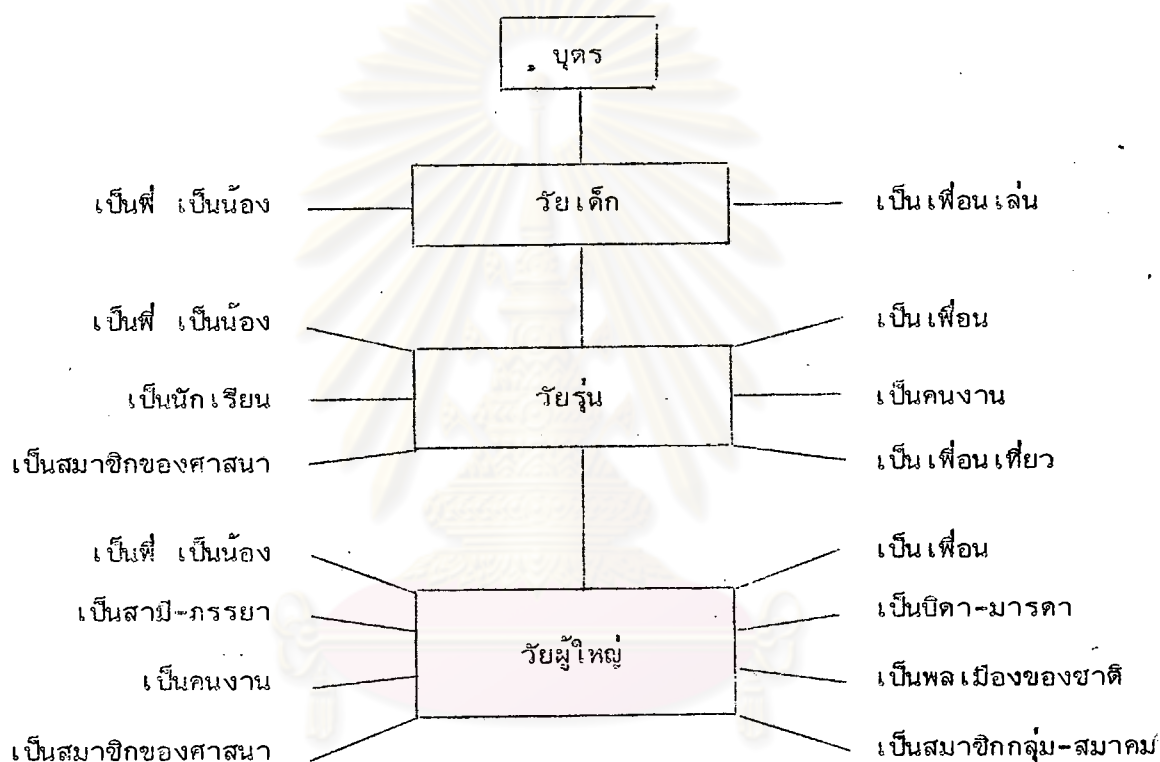 บุตร
เป็นพี่ เป็นน้อง วัยเด็ก เป็นเพื่อนเล่น
เป็นพี่ เป็นน้อง เป็นเพื่อน
เป็นนักเรียน วัยรุ่น เป็นคนงาน
เป็นสมาชิกของศาสนา เป็นเพื่อนเที่ยว
เป็นพี่ เป็นน้อง เป็นเพื่อน
เป็นสามี-ภรรยา เป็นบิดา-มารดา
วัยผู้ใหญ่
เป็นคนงาน เป็นพลเมืองของชาติ
เป็นสมาชิกของศาสนา เป็นสมาชิกกลุ่ม-สมาคม